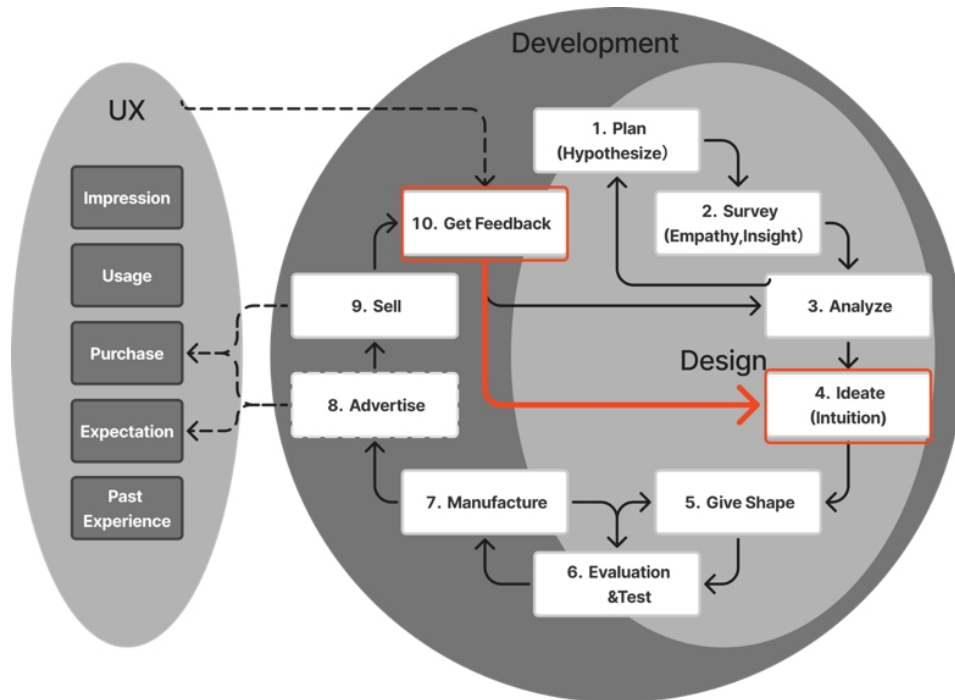 Development
UX
Impression
Usage
Purchase
Expectation
Past
Experience
1. Plan
(Hypothesize)
2. Survey
(Empathy,Insight)
3. Analyze
Design
4. Ideate
(Intuition)
5. Give Shape
6. Evaluation
&Test
7. Manufacture
8. Advertise
9. Sell
10. Get Feedback